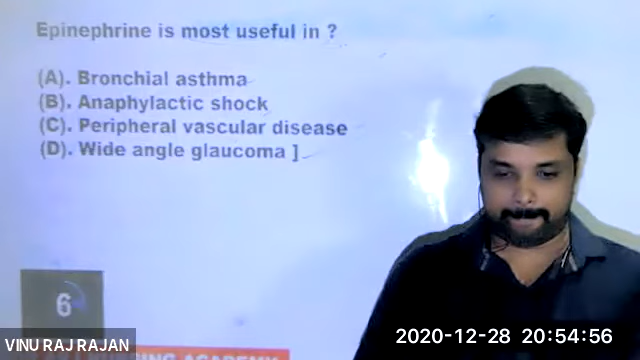 Epinephrine is most useful in ?
(A). Bronchial asthma
(B). Anaphylactic shock
(C). Peripheral vascular disease
(D). Wide angle glaucoma ]
6
VINU RAJ RAJAN
2020-12-28 20:54:56
ACADEMY